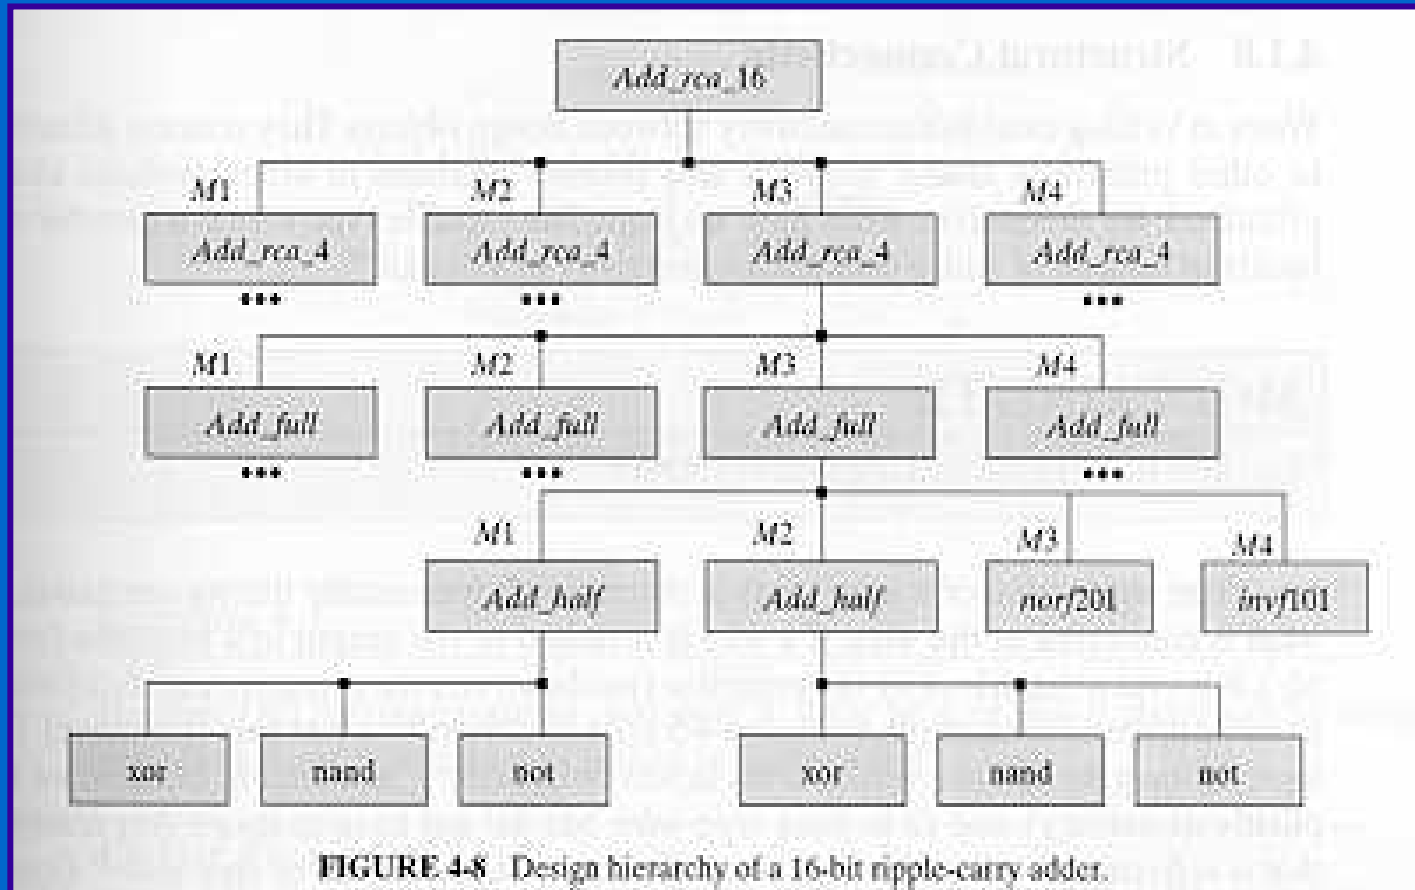 Add_rca_16
M1 M2 M3 M4
Add_rca_4 Add_rca_4 Add_rca_4 Add_rca_4
••• ••• •••
M1 M2 M3 M4
Add_full Add_full Add_full Add_full
••• ••• •••
M1 M2 M3 M4
Add_half Add_half norf201 invf101
xor nand not xor nand not
FIGURE 4-8 Design hierarchy of a 16-bit ripple-carry adder.